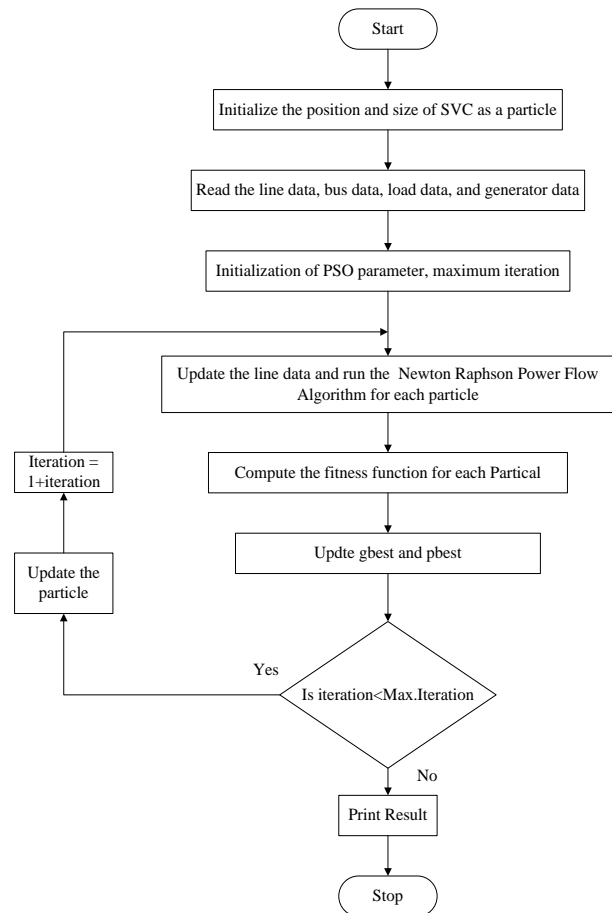 Start
Initialize the position and size of SVC as a particle
Read the line data, bus data, load data, and generator data
Initialization of PSO parameter, maximum iteration
Update the line data and run the Newton Raphson Power Flow
Algorithm for each particle
Compute the fitness function for each Partical
Updte gbest and pbest
Is iteration<Max.Iteration
Yes
Update the
particle
Iteration =
1+iteration
No
Print Result
Stop